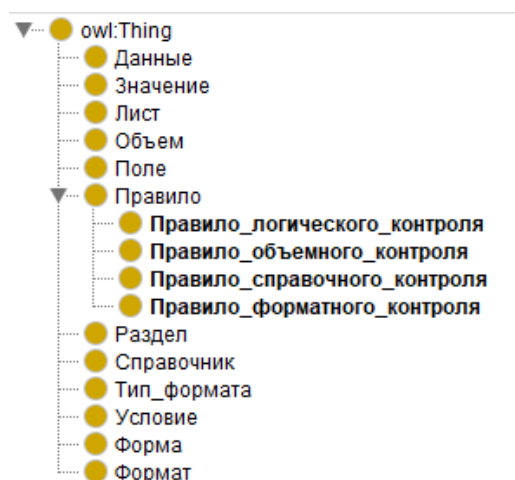 owl:Thing
Данные
Значение
Лист
Объем
Поле
Правило
Правило_логического_контроля
Правило_объемного_контроля
Правило_справочного_контроля
Правило_форматного_контроля
Раздел
Справочник
Тип_формата
Условие
Форма
Формат